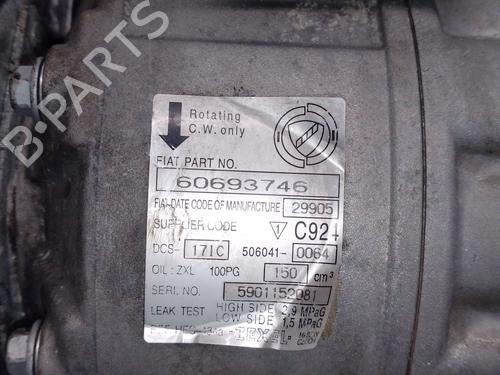 B-PARTS
Rotating
C.W. only
FIAT PART NO.
60693746
FIAT DATE CODE OF MANUFACTURE 29905
SUPPLIER CODE 1 C92
DCS- 17IC 506041- 0064
OIL: ZXL 100PG 150 cm³
SERIAL NO. 5901152081
LEAK TEST HIGH SIDE 2,9 MPaG
LOW SIDE 1,5 MPaG